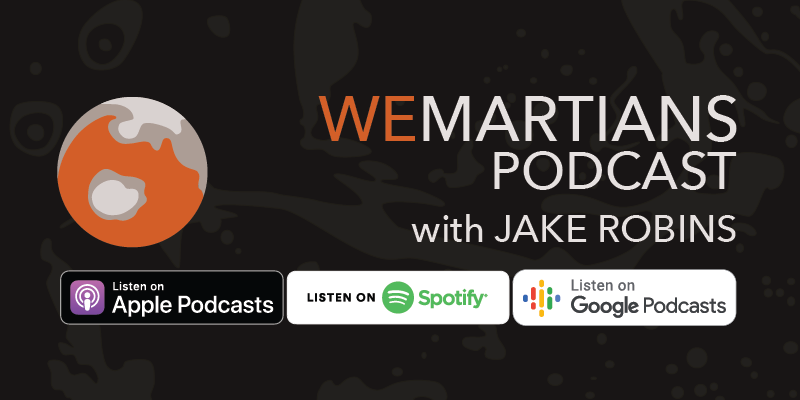 WEMARTIANS
PODCAST
with JAKE ROBINS
Listen on
Apple Podcasts
LISTEN ON Spotify
Listen on
Google Podcasts